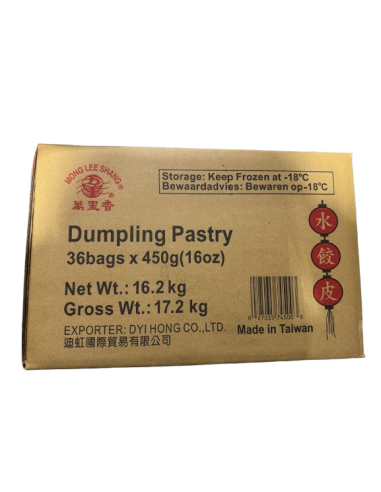 MONG LEE SHANG
®
萬里香®
Storage: Keep Frozen at -18℃
Bewaardadvies: Bewaren op -18℃
Dumpling Pastry
36bags x 450g(16oz)
Net Wt.: 16.2 kg
Gross Wt.: 17.2 kg
EXPORTER: DYI HONG CO., LTD.
迪虹國際貿易有限公司
水
餃
皮
Made in Taiwan